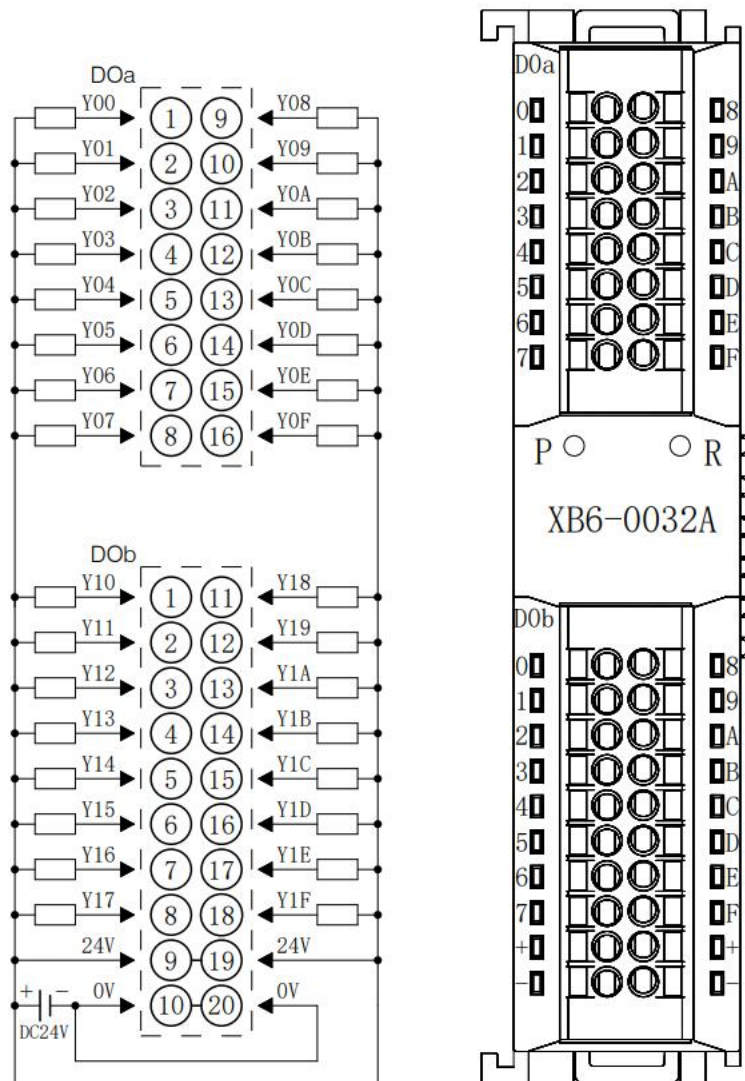 DOa
Y00 1 9 Y08
Y01 2 10 Y09
Y02 3 11 Y0A
Y03 4 12 Y0B
Y04 5 13 Y0C
Y05 6 14 Y0D
Y06 7 15 Y0E
Y07 8 16 Y0F
DOb
Y10 1 11 Y18
Y11 2 12 Y19
Y12 3 13 Y1A
Y13 4 14 Y1B
Y14 5 15 Y1C
Y15 6 16 Y1D
Y16 7 17 Y1E
Y17 8 18 Y1F
24V 9 19 24V
+ - 0V 10 20 0V
DC24V
DOa
0 8
1 9
2 A
3 B
4 C
5 D
6 E
7 F
P R
XB6-0032A
DOb
0 8
1 9
2 A
3 B
4 C
5 D
6 E
7 F
+ +
- -